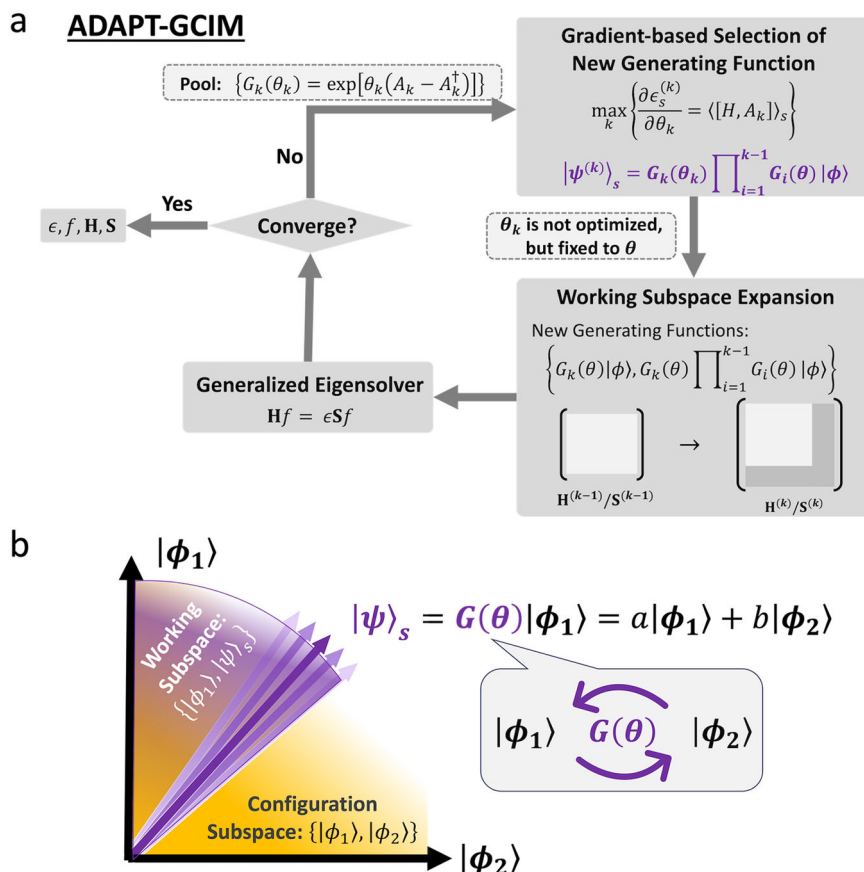 a
ADAPT-GCIM
Pool: {G_k(θ_k) = exp[θ_k(A_k − A_k^†)]}
Gradient-based Selection of
New Generating Function
max_k {∂ϵ_s^{(k)}/∂θ_k = ⟨[H, A_k]⟩_s}
|ψ^{(k)}⟩_s = G_k(θ_k) ∏_{i=1}^{k−1} G_i(θ) |ϕ⟩
No
Yes
Converge?
ϵ, f, H, S
θ_k is not optimized,
but fixed to θ
Working Subspace Expansion
New Generating Functions:
{G_k(θ)|ϕ⟩, G_k(θ) ∏_{i=1}^{k−1} G_i(θ) |ϕ⟩}
Generalized Eigensolver
Hf = ϵSf
→
H^{(k−1)}/S^{(k−1)}
H^{(k)}/S^{(k)}
b
|ϕ_1⟩
Working
Subspace:
{|ϕ_1⟩, |ψ⟩_s}
|ψ⟩_s = G(θ)|ϕ_1⟩ = a|ϕ_1⟩ + b|ϕ_2⟩
|ϕ_1⟩ G(θ) |ϕ_2⟩
Configuration
Subspace: {|ϕ_1⟩, |ϕ_2⟩}
|ϕ_2⟩